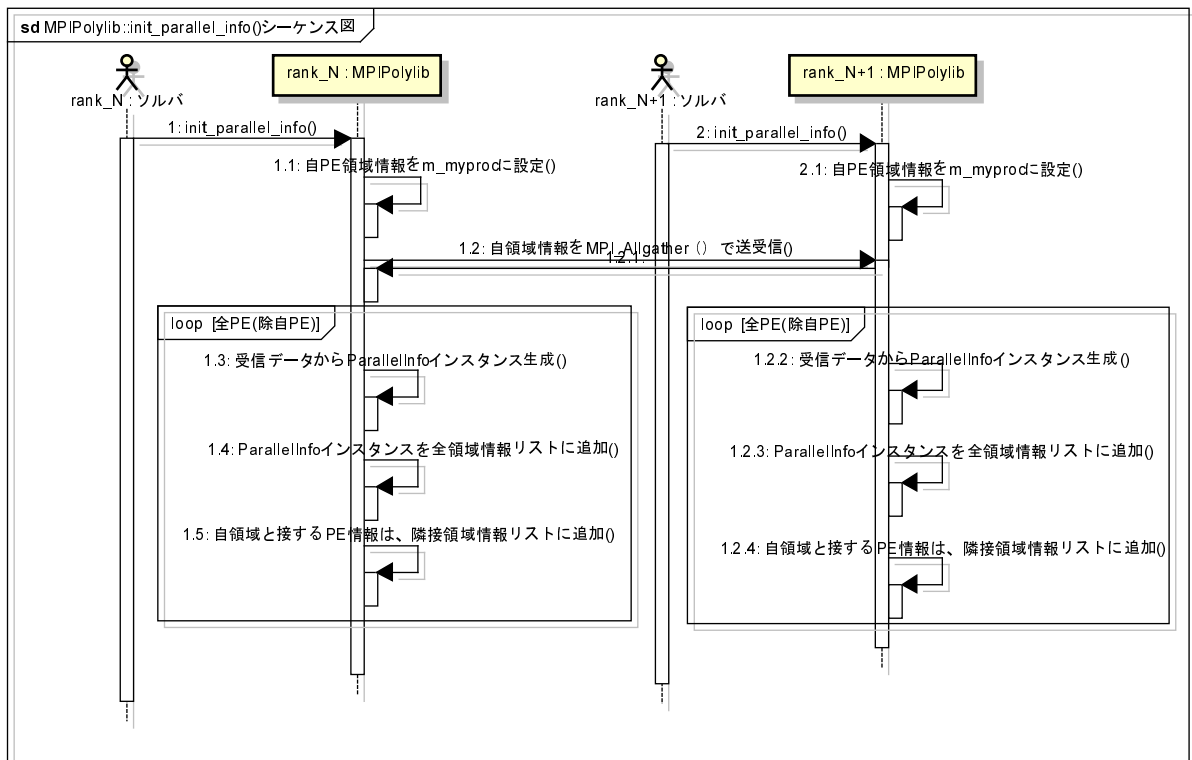 sd MPIPolylib::init_parallel_info()シーケンス図
rank_N : ソルバ
rank_N : MPIPolylib
rank_N+1 : ソルバ
rank_N+1 : MPIPolylib
1: init_parallel_info()
2: init_parallel_info()
1.1: 自PE領域情報をm_myprocに設定()
2.1: 自PE領域情報をm_myprocに設定()
1.2: 自領域情報をMPI_Allgather（）で送受信()
1.2.1:
loop [全PE(除自PE)]
loop [全PE(除自PE)]
1.3: 受信データからParallelInfoインスタンス生成()
1.2.2: 受信データからParallelInfoインスタンス生成()
1.4: ParallelInfoインスタンスを全領域情報リストに追加()
1.2.3: ParallelInfoインスタンスを全領域情報リストに追加()
1.5: 自領域と接するPE情報は、隣接領域情報リストに追加()
1.2.4: 自領域と接するPE情報は、隣接領域情報リストに追加()